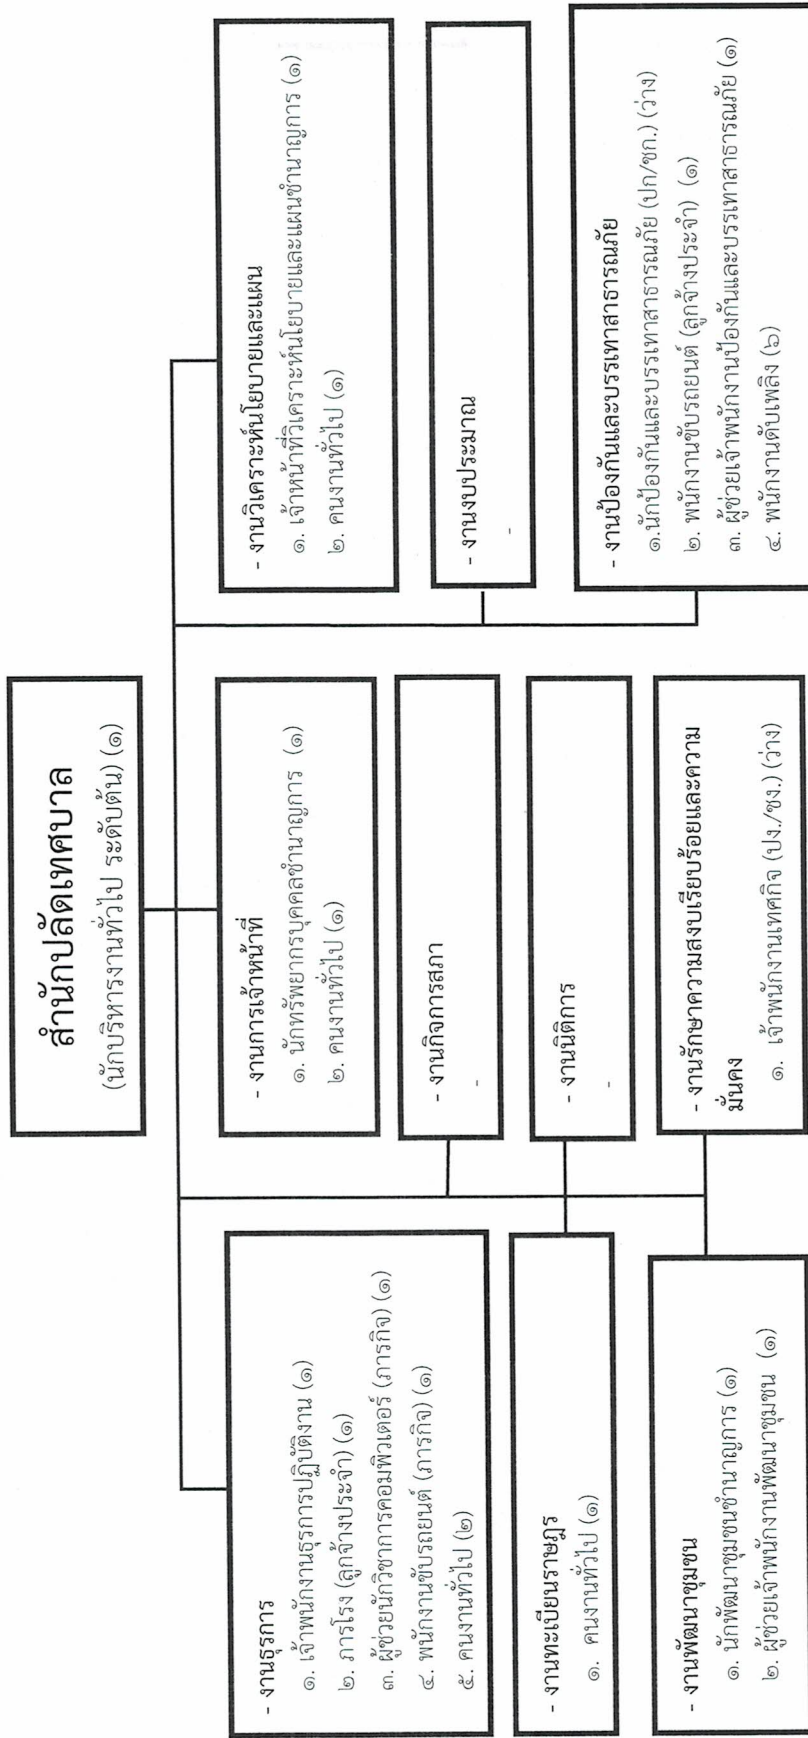 สำนักปลัดเทศบาล
(นักบริหารงานทั่วไป ระดับต้น) (๑)
- งานธุรการ
๑. เจ้าพนักงานธุรการปฏิบัติงาน (๑)
๒. ภารโรง (ลูกจ้างประจำ) (๑)
๓. ผู้ช่วยนักวิชาการคอมพิวเตอร์ (ภารกิจ) (๑)
๔. พนักงานขับรถยนต์ (ภารกิจ) (๑)
๕. คนงานทั่วไป (๒)
- งานทะเบียนราษฎร
๑. คนงานทั่วไป (๑)
- งานพัฒนาชุมชน
๑. นักพัฒนาชุมชนชำนาญการ (๑)
๒. ผู้ช่วยเจ้าพนักงานพัฒนาชุมชน (๑)
- งานการเจ้าหน้าที่
๑. นักทรัพยากรบุคคลชำนาญการ (๑)
๒. คนงานทั่วไป (๑)
- งานกิจการสภา
-
- งานนิติการ
-
- งานรักษาความสงบเรียบร้อยและความ
มั่นคง
๑. เจ้าพนักงานเทศกิจ (ปง./ชง.) (ว่าง)
- งานวิเคราะห์นโยบายและแผน
๑. เจ้าหน้าที่วิเคราะห์นโยบายและแผนชำนาญการ (๑)
๒. คนงานทั่วไป (๑)
- งานงบประมาณ
-
- งานป้องกันและบรรเทาสาธารณภัย
๑.นักป้องกันและบรรเทาสาธารณภัย (ปก/ชก.) (ว่าง)
๒. พนักงานขับรถยนต์ (ลูกจ้างประจำ) (๑)
๓. ผู้ช่วยเจ้าพนักงานป้องกันและบรรเทาสาธารณภัย (๑)
๔. พนักงานดับเพลิง (๖)